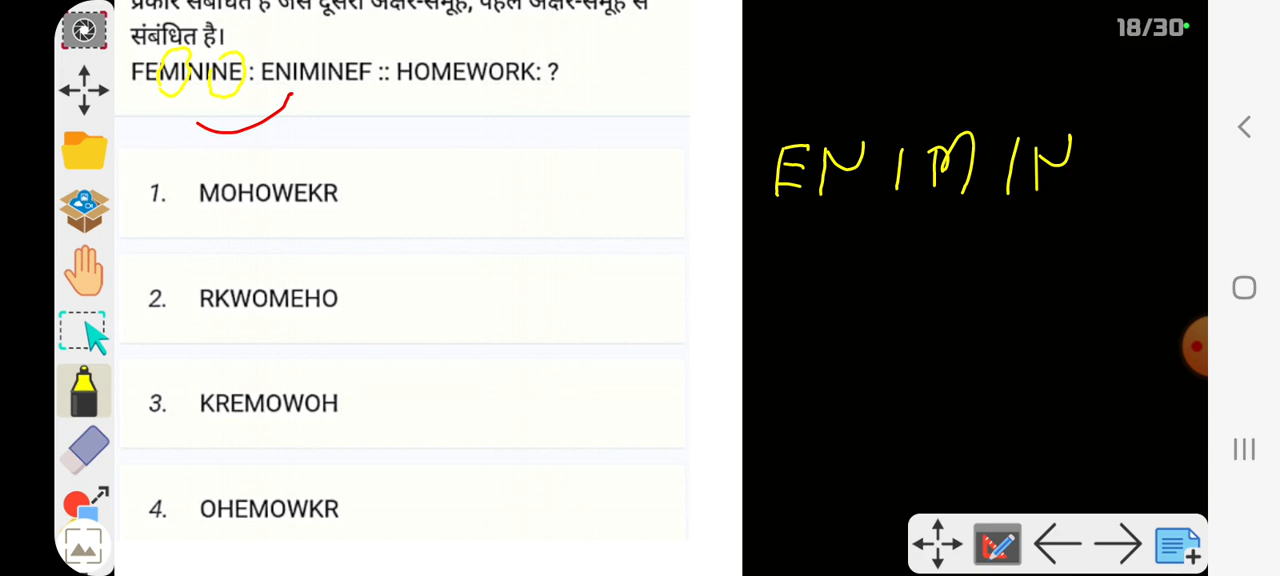 18/30
संबंधित है।
FEMININE : ENIMINEF :: HOMEWORK: ?
1. MOHOWEKR
2. RKWOMEHO
3. KREMOWOH
4. OHEMOWKR
ENIMIN